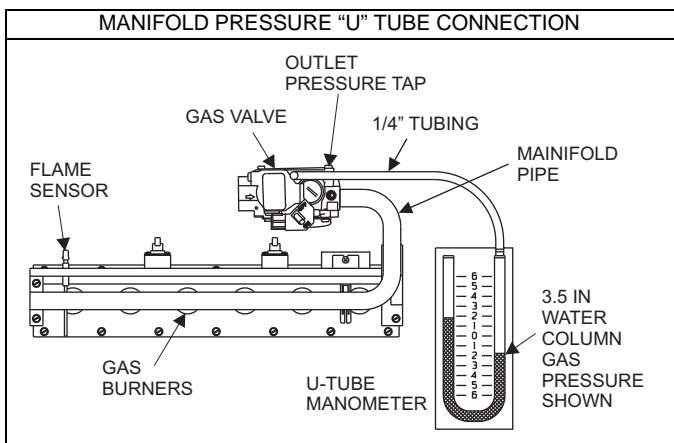 MANIFOLD PRESSURE “U” TUBE CONNECTION
OUTLET
PRESSURE TAP
GAS VALVE
1/4” TUBING
FLAME
SENSOR
MAINIFOLD
PIPE
6
5
4
3
2
1
0
1
2
3
4
5
6
3.5 IN
WATER
COLUMN
GAS
PRESSURE
SHOWN
GAS
BURNERS
U-TUBE
MANOMETER